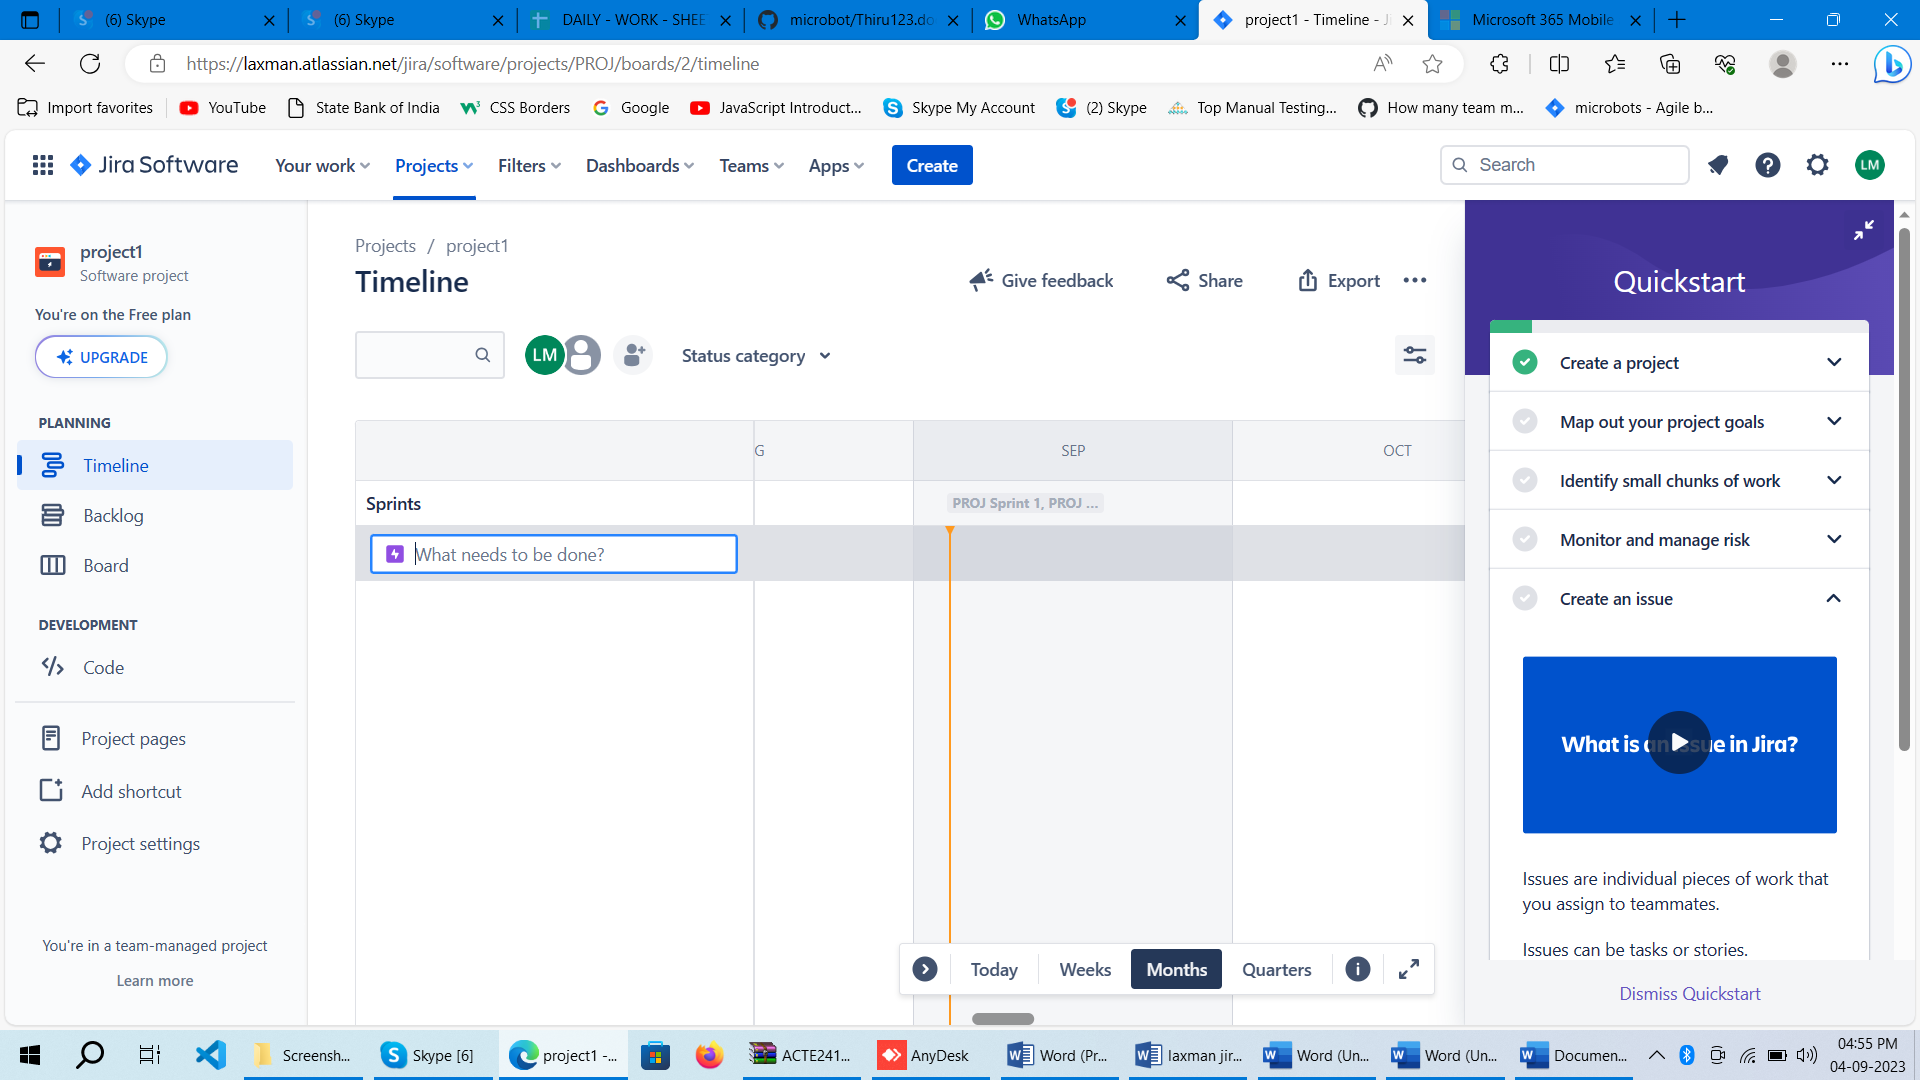 (6) Skype
(6) Skype
DAILY - WORK - SHEE
microbot/Thiru123.do
WhatsApp
project1 - Timeline - Ji
Microsoft 365 Mobile
https://laxman.atlassian.net/jira/software/projects/PROJ/boards/2/timeline
Import favorites
YouTube
State Bank of India
CSS Borders
Google
JavaScript Introduct...
Skype My Account
(2) Skype
Top Manual Testing...
How many team m...
microbots - Agile b...
Jira Software
Your work
Projects
Filters
Dashboards
Teams
Apps
Create
Search
LM
project1
Software project
You're on the Free plan
UPGRADE
PLANNING
Timeline
Backlog
Board
DEVELOPMENT
Code
Project pages
Add shortcut
Project settings
You're in a team-managed project
Learn more
Projects / project1
Timeline
Give feedback
Share
Export
LM
Status category
G
SEP
OCT
Sprints
PROJ Sprint 1, PROJ ...
What needs to be done?
Today
Weeks
Months
Quarters
Quickstart
Create a project
Map out your project goals
Identify small chunks of work
Monitor and manage risk
Create an issue
What is an issue in Jira?
Issues are individual pieces of work that
you assign to teammates.
Issues can be tasks or stories.
Dismiss Quickstart
Screensh...
Skype [6]
project1 -...
ACTE241...
AnyDesk
Word (Pr...
laxman jir...
Word (Un...
Word (Un...
Documen...
04:55 PM
04-09-2023